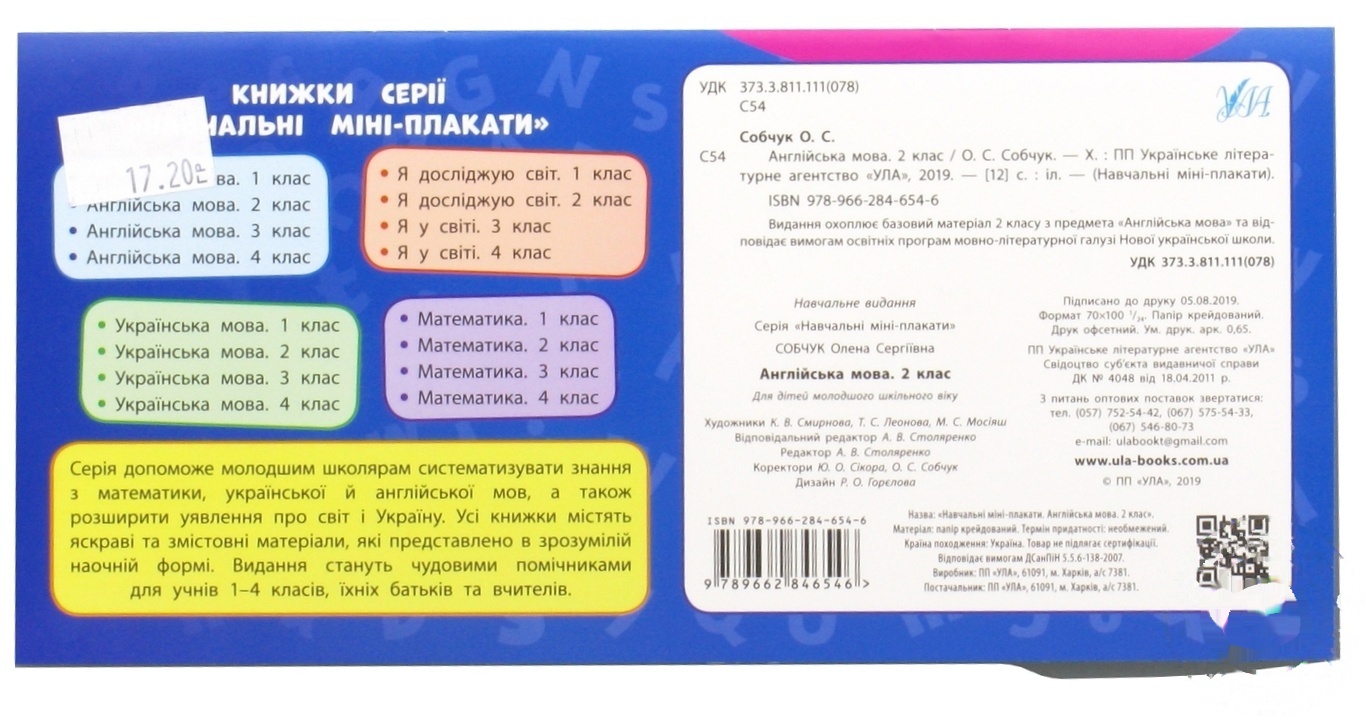 КНИЖКИ СЕРІЇ
ЧАЛЬНІ МІНІ-ПЛАКАТИ»
17.20
ва. 1 клас
• Англійська мова. 2 клас
• Англійська мова. 3 клас
• Англійська мова. 4 клас
• Я досліджую світ. 1 клас
• Я досліджую світ. 2 клас
• Я у світі. 3 клас
• Я у світі. 4 клас
• Українська мова. 1 клас
• Українська мова. 2 клас
• Українська мова. 3 клас
• Українська мова. 4 клас
• Математика. 1 клас
• Математика. 2 клас
• Математика. 3 клас
• Математика. 4 клас
Серія допоможе молодшим школярам систематизувати знання
з математики, української й англійської мов, а також
розширити уявлення про світ і Україну. Усі книжки містять
яскраві та змістовні матеріали, які представлено в зрозумілій
наочній формі. Видання стануть чудовими помічниками
для учнів 1–4 класів, їхніх батьків та вчителів.
УДК 373.3.811.111(078)
С54
УЛА
Собчук О. С.
С54 Англійська мова. 2 клас / О. С. Собчук. — Х. : ПП Українське літера-
турне агентство «УЛА», 2019. — [12] с. : іл. — (Навчальні міні-плакати).
ISBN 978-966-284-654-6
Видання охоплює базовий матеріал 2 класу з предмета «Англійська мова» та від-
повідає вимогам освітніх програм мовно-літературної галузі Нової української школи.
УДК 373.3.811.111(078)
Навчальне видання
Серія «Навчальні міні-плакати»
СОБЧУК Олена Сергіївна
Англійська мова. 2 клас
Для дітей молодшого шкільного віку
Художники К. В. Смирнова, Т. С. Леонова, М. С. Мосіяш
Відповідальний редактор А. В. Столяренко
Редактор А. В. Столяренко
Коректори Ю. О. Сікора, О. С. Собчук
Дизайн Р. О. Горєлова
Підписано до друку 05.08.2019.
Формат 70×100 1/24. Папір крейдований.
Друк офсетний. Ум. друк. арк. 0,65.
ПП Українське літературне агентство «УЛА»
Свідоцтво суб'єкта видавничої справи
ДК № 4048 від 18.04.2011 р.
З питань оптових поставок звертатися:
тел. (057) 752-54-42, (067) 575-54-33,
(067) 546-80-73
e-mail: ulabookt@gmail.com
www.ula-books.com.ua
© ПП «УЛА», 2019
ISBN 978-966-284-654-6
9 789662 846546 >
Назва: «Навчальні міні-плакати. Англійська мова. 2 клас».
Матеріал: папір крейдований. Термін придатності: необмежений.
Країна походження: Україна. Товар не підлягає сертифікації.
Відповідає вимогам ДСанПіН 5.5.6-138-2007.
Виробник: ПП «УЛА», 61091, м. Харків, а/с 7381.
Постачальник: ПП «УЛА», 61091, м. Харків, а/с 7381.